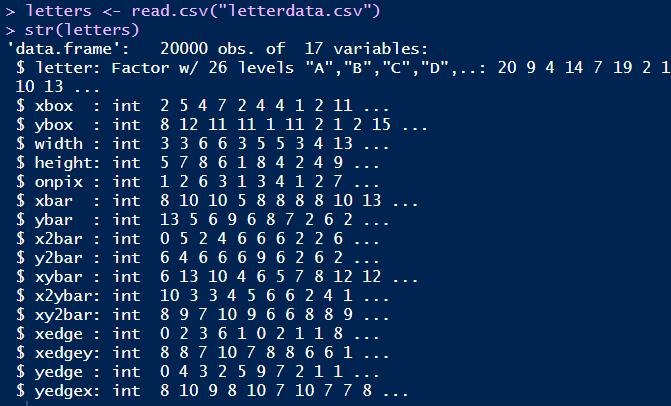 > letters <- read.csv("letterdata.csv")
> str(letters)
'data.frame':   20000 obs. of  17 variables:
 $ letter: Factor w/ 26 levels "A","B","C","D",..: 20 9 4 14 7 19 2 1
10 13 ...
 $ xbox  : int  2 5 4 7 2 4 4 1 2 11 ...
 $ ybox  : int  8 12 11 11 1 11 2 1 2 15 ...
 $ width : int  3 3 6 6 3 5 5 3 4 13 ...
 $ height: int  5 7 8 6 1 8 4 2 4 9 ...
 $ onpix : int  1 2 6 3 1 3 4 1 2 7 ...
 $ xbar  : int  8 10 10 5 8 8 8 8 10 13 ...
 $ ybar  : int  13 5 6 9 6 8 7 2 6 2 ...
 $ x2bar : int  0 5 2 4 6 6 6 2 2 6 ...
 $ y2bar : int  6 4 6 6 6 9 6 2 6 2 ...
 $ xybar : int  6 13 10 4 6 5 7 8 12 12 ...
 $ x2ybar: int  10 3 3 4 5 6 6 2 4 1 ...
 $ xy2bar: int  8 9 7 10 9 6 6 8 8 9 ...
 $ xedge : int  0 2 3 6 1 0 2 1 1 8 ...
 $ xedgey: int  8 8 7 10 7 8 8 6 6 1 ...
 $ yedge : int  0 4 3 2 5 9 7 2 1 1 ...
 $ yedgex: int  8 10 9 8 10 7 10 7 7 8 ...